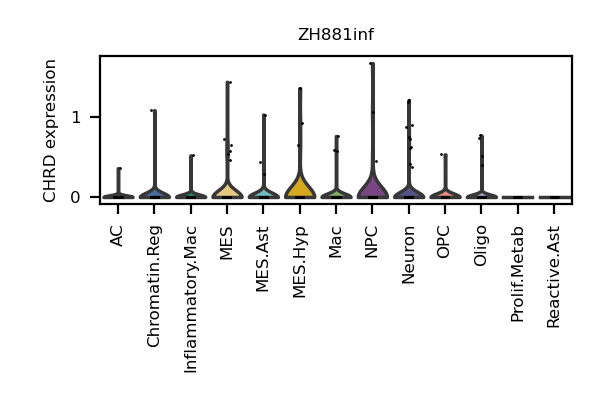 ZH881inf
CHRD expression
1
0
AC
Chromatin.Reg
Inflammatory.Mac
MES
MES.Ast
MES.Hyp
Mac
NPC
Neuron
OPC
Oligo
Prolif.Metab
Reactive.Ast